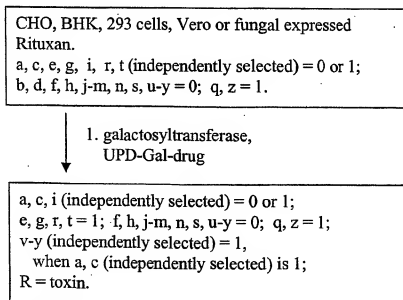 CHO, BHK, 293 cells, Vero or fungal expressed
Rituxan.
a, c, e, g, i, r, t (independently selected) = 0 or 1;
b, d, f, h, j-m, n, s, u-y = 0; q, z = 1.
1. galactosyltransferase,
UPD-Gal-drug
a, c, i (independently selected) = 0 or 1;
e, g, r, t = 1; f, h, j-m, n, s, u-y = 0; q, z = 1;
v-y (independently selected) = 1,
when a, c (independently selected) is 1;
R = toxin.